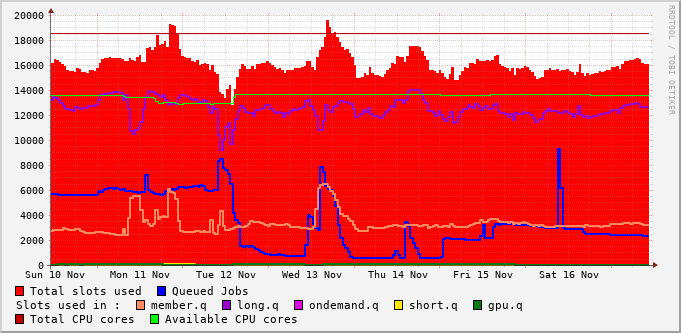 20000
18000
16000
14000
12000
10000
8000
6000
4000
2000
0
Sun 10 Nov Mon 11 Nov Tue 12 Nov Wed 13 Nov Thu 14 Nov Fri 15 Nov Sat 16 Nov
Total slots used Queued Jobs
Slots used in : member.q long.q ondemand.q short.q gpu.q
Total CPU cores Available CPU cores
RRDTOOL / TOBI OETIKER